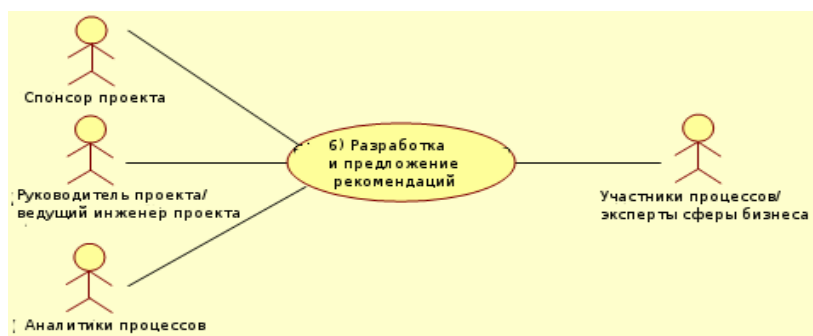 Спонсор проекта
6) Разработка
и предложение
рекомендаций
Руководитель проекта/
ведущий инженер проекта
Участники процессов/
эксперты сферы бизнеса
Аналитики процессов